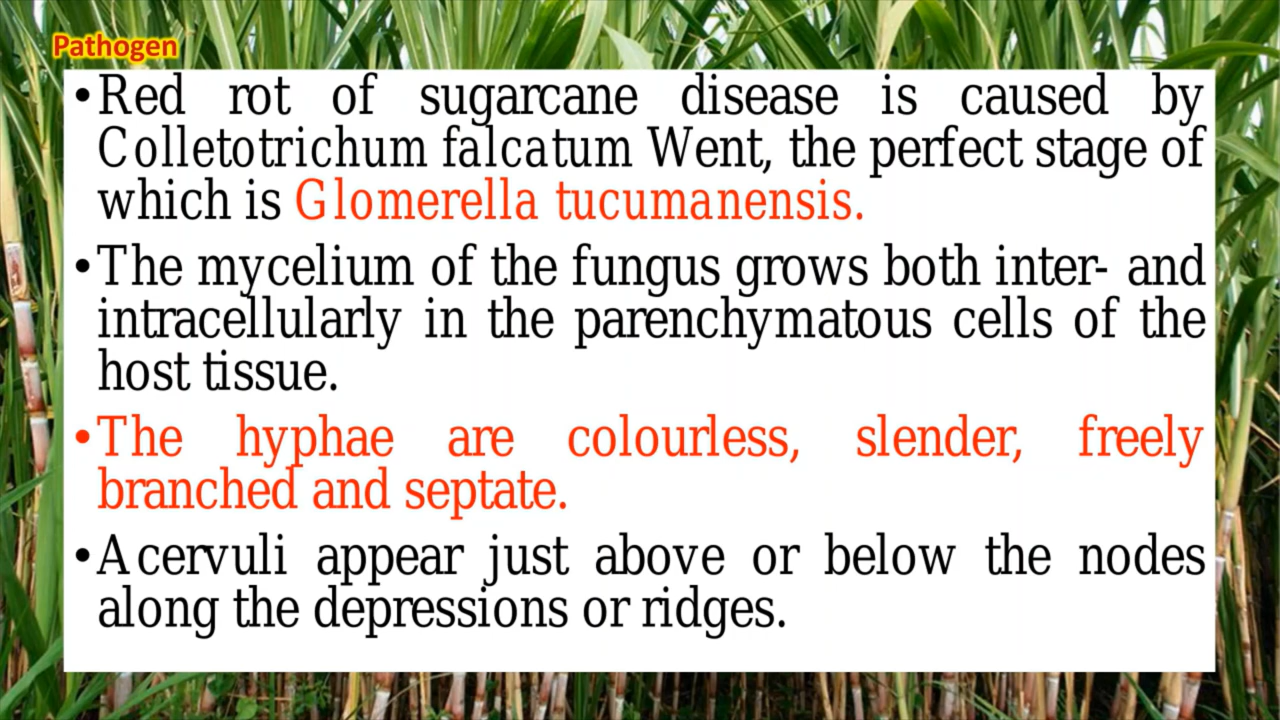 Pathogen
•Red rot of sugarcane disease is caused by
Colletotrichum falcatum Went, the perfect stage of
which is Glomerella tucumanensis.
•The mycelium of the fungus grows both inter- and
intracellularly in the parenchymatous cells of the
host tissue.
•The hyphae are colourless, slender, freely
branched and septate.
•Acervuli appear just above or below the nodes
along the depressions or ridges.